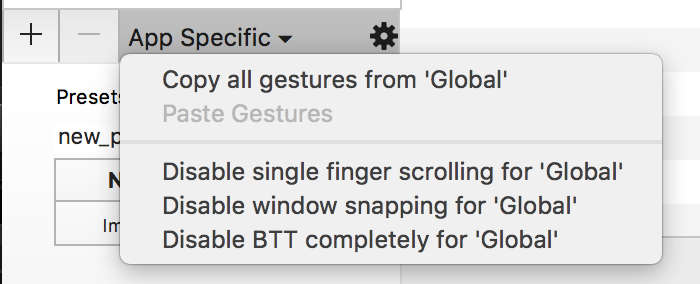 + − App Specific
Copy all gestures from 'Global'
Presets
Paste Gestures
new_p
Disable single finger scrolling for 'Global'
N
Disable window snapping for 'Global'
Im
Disable BTT completely for 'Global'